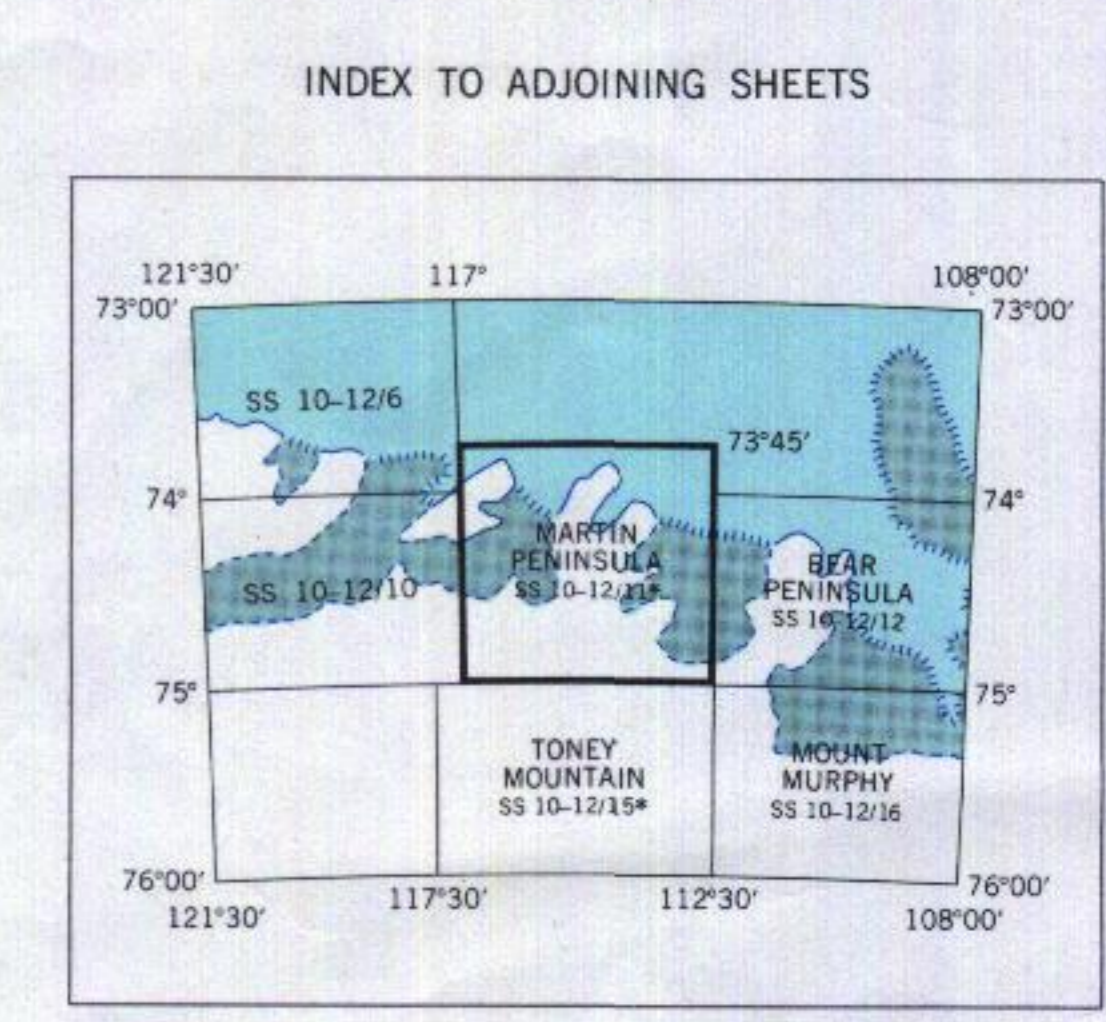 INDEX TO ADJOINING SHEETS
121°30′ 117° 108°00′
73°00′ 73°00′
SS 10–12/6
73°45′
74° 74°
MARTIN
PENINSULA
SS 10–12/11*
BEAR
PENINSULA
SS 10–12/12
SS 10–12/10
75° 75°
TONEY
MOUNTAIN
SS 10–12/15*
MOUNT
MURPHY
SS 10–12/16
76°00′ 76°00′
121°30′ 117°30′ 112°30′ 108°00′